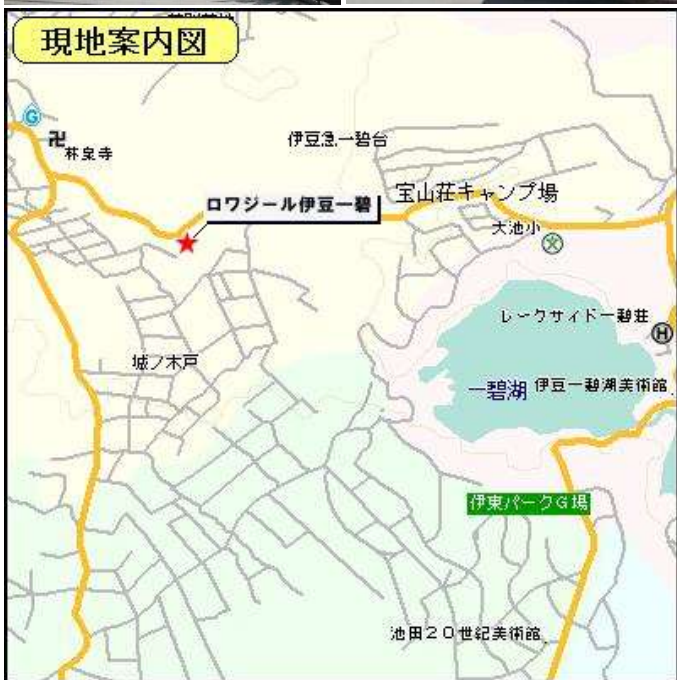 現地案内図
G
卍
林泉寺
伊豆急一碧台
ロワジール伊豆一碧
宝山荘キャンプ場
大池小
文
レークサイド一碧荘
H
城ノ木戸
一碧湖
伊豆一碧湖美術館
伊東パークG場
池田20世紀美術館